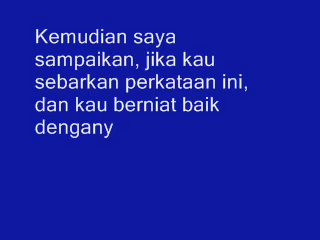 Kemudian saya
sampaikan, jika kau
sebarkan perkataan ini,
dan kau berniat baik
dengany